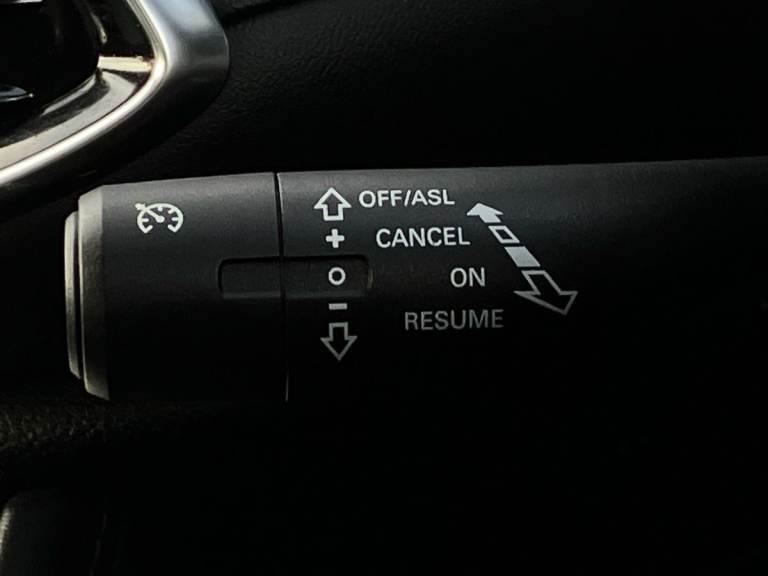 OFF/ASL
+ CANCEL
O ON
- RESUME